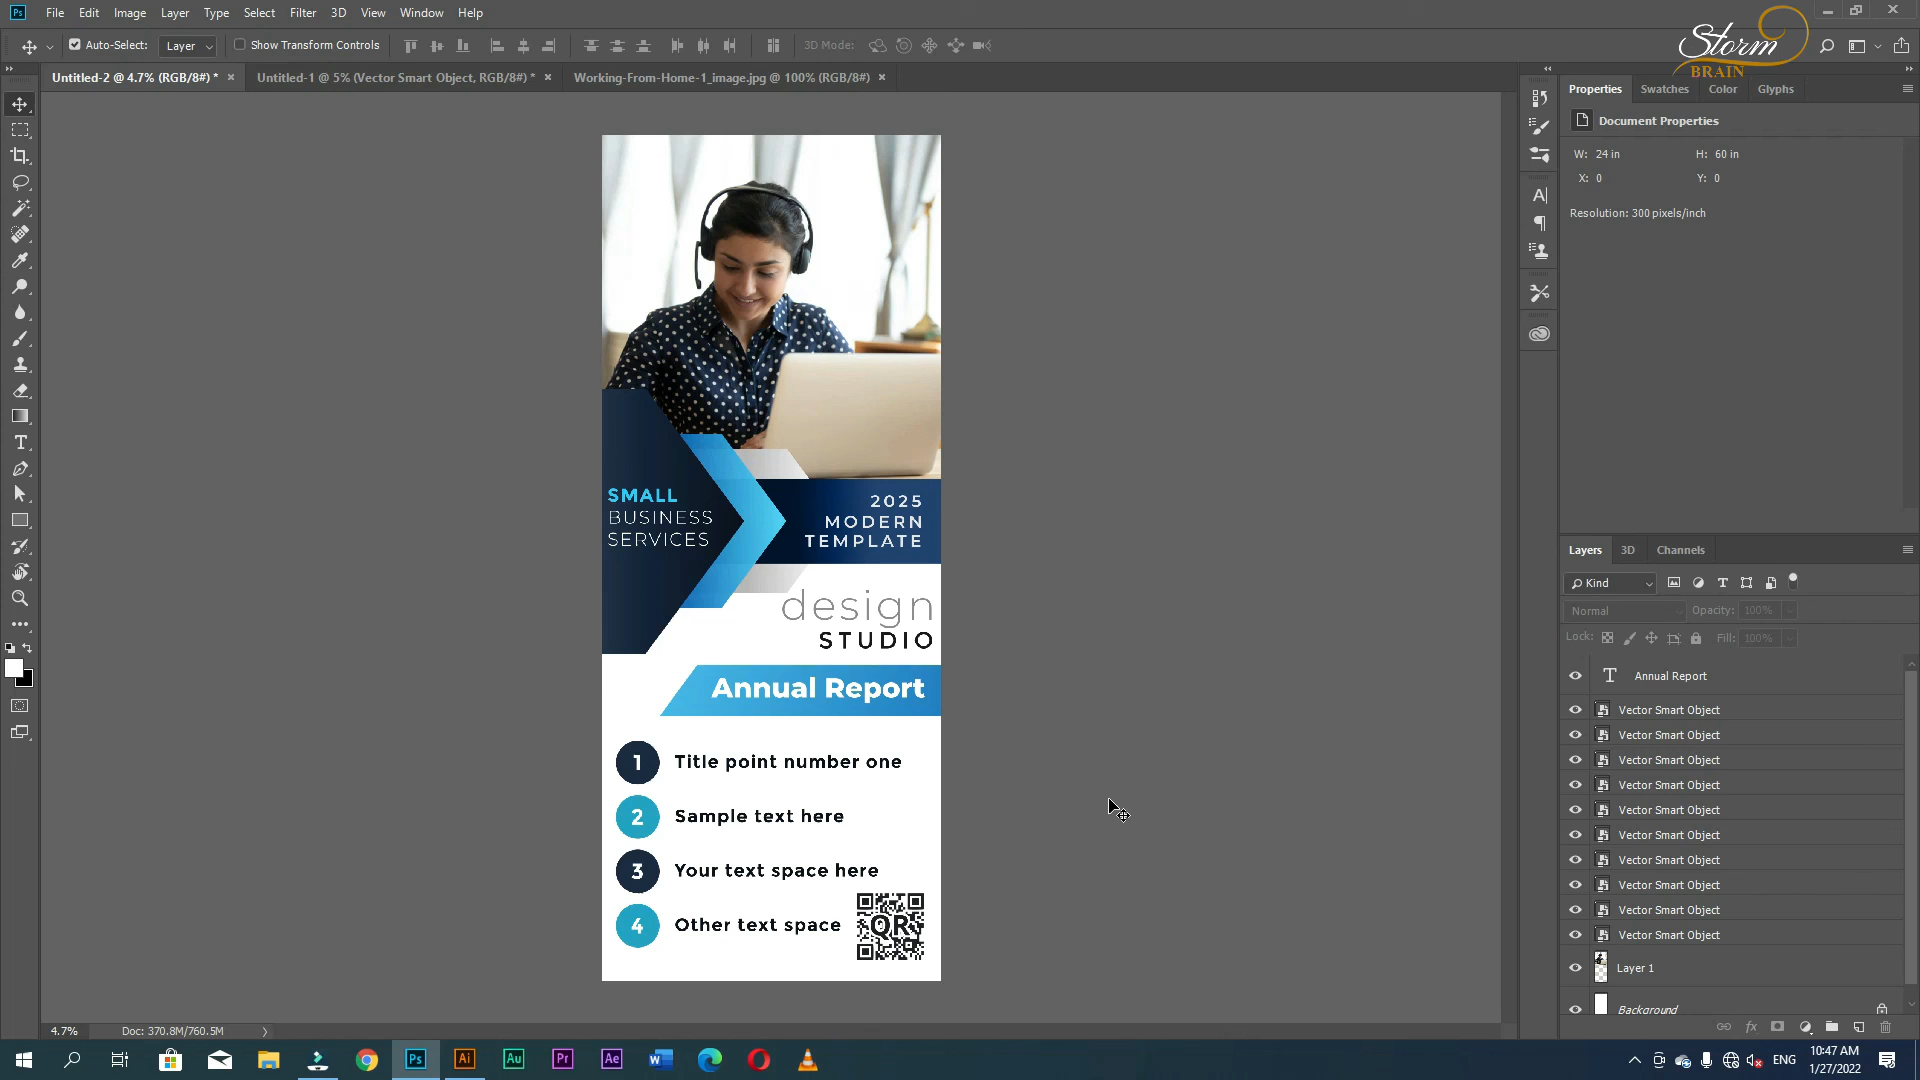 Ps File Edit Image Layer Type Select Filter 3D View Window Help
Auto-Select: Layer Show Transform Controls 3D Mode:
Storm
BRAIN
Untitled-2 @ 4.7% (RGB/8#) * × Untitled-1 @ 5% (Vector Smart Object, RGB/8#) * × Working-From-Home-1_image.jpg @ 100% (RGB/8#) ×
Properties Swatches Color Glyphs
Document Properties
W: 24 in H: 60 in
X: 0 Y: 0
Resolution: 300 pixels/inch
SMALL
BUSINESS
SERVICES
2025
MODERN
TEMPLATE
design
STUDIO
Annual Report
1 Title point number one
2 Sample text here
3 Your text space here
4 Other text space
QR
Layers 3D Channels
Kind
Normal Opacity: 100%
Lock: Fill: 100%
Annual Report
Vector Smart Object
Vector Smart Object
Vector Smart Object
Vector Smart Object
Vector Smart Object
Vector Smart Object
Vector Smart Object
Vector Smart Object
Vector Smart Object
Vector Smart Object
Layer 1
Background
fx
4.7% Doc: 370.8M/760.5M
Ps Ai Au Pr Ae W
ENG
10:47 AM
1/27/2022